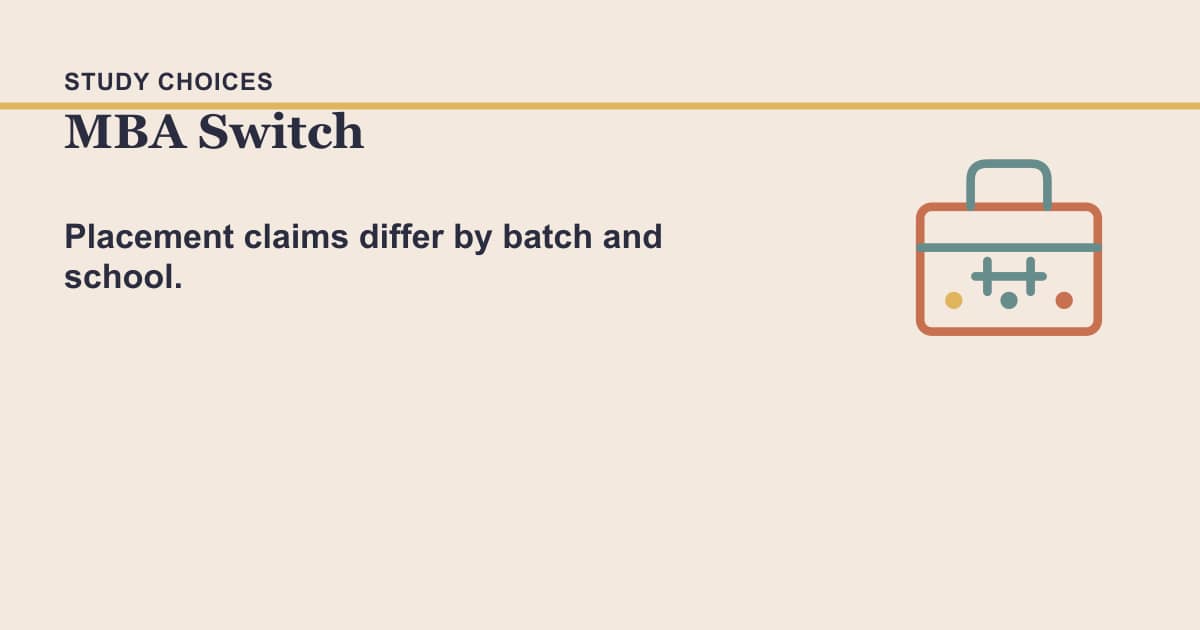 STUDY CHOICES
MBA Switch
Placement claims differ by batch and
school.